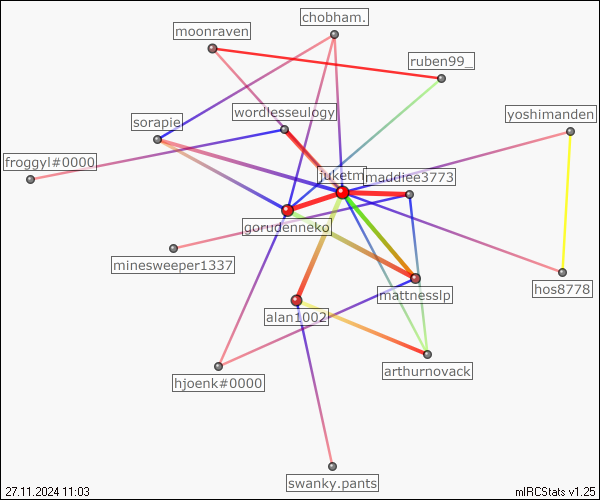 chobham.
moonraven
ruben99_
yoshimanden
wordlesseulogy
sorapie
froggyl#0000
juketm
maddiee3773
gorudenneko
minesweeper1337
hos8778
mattnesslp
alan1002
arthurnovack
hjoenk#0000
swanky.pants
27.11.2024 11:03
mIRCStats v1.25